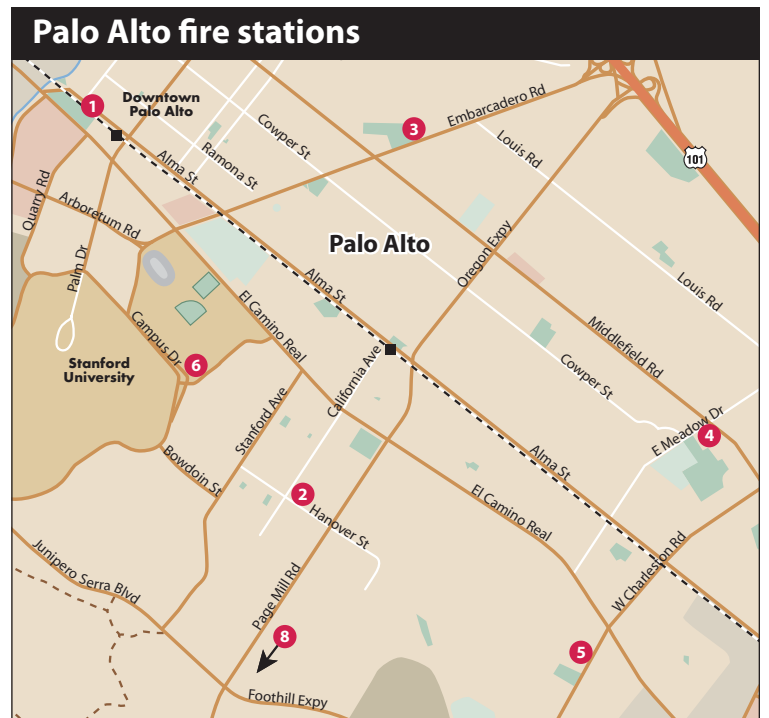 Palo Alto fire stations
1
Downtown
Palo Alto
3
Embarcadero Rd
Cowper St
Louis Rd
101
Alma St
Ramona St
Quarry Rd
Arboretum Rd
Palo Alto
Oregon Expy
Palm Dr
Alma St
Louis Rd
El Camino Real
Campus Dr
Middlefield Rd
6
Stanford
University
California Ave
Cowper St
Stanford Ave
E Meadow Dr
4
Bowdoin St
Alma St
2
Hanover St
El Camino Real
Junipero Serra Blvd
W Charleston Rd
Page Mill Rd
8
5
Foothill Expy